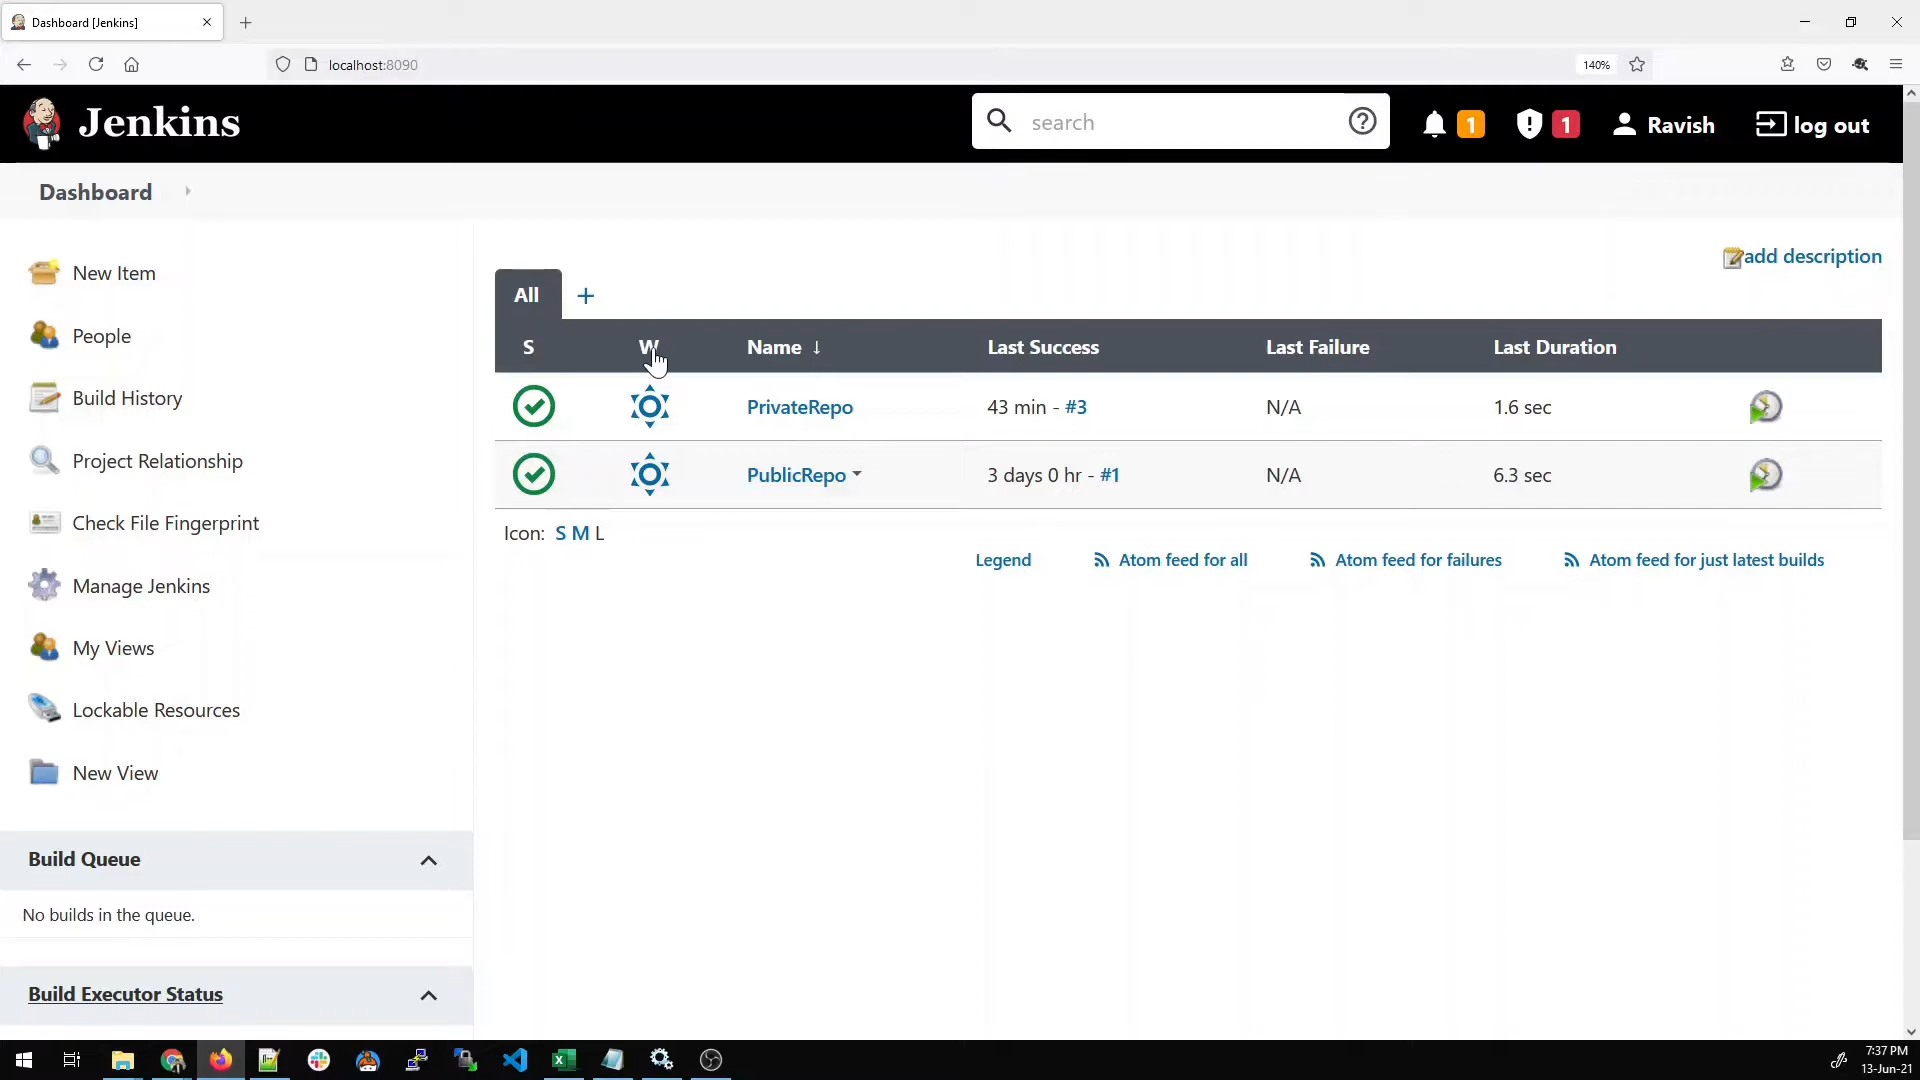 Dashboard [Jenkins]
localhost:8090
140%
Jenkins
search
1
1
Ravish
log out
Dashboard
New Item
People
Build History
Project Relationship
Check File Fingerprint
Manage Jenkins
My Views
Lockable Resources
New View
Build Queue
No builds in the queue.
Build Executor Status
add description
All
S W Name ↓ Last Success Last Failure Last Duration
PrivateRepo 43 min - #3 N/A 1.6 sec
PublicRepo 3 days 0 hr - #1 N/A 6.3 sec
Icon: S M L
Legend Atom feed for all Atom feed for failures Atom feed for just latest builds
7:37 PM
13-Jun-21